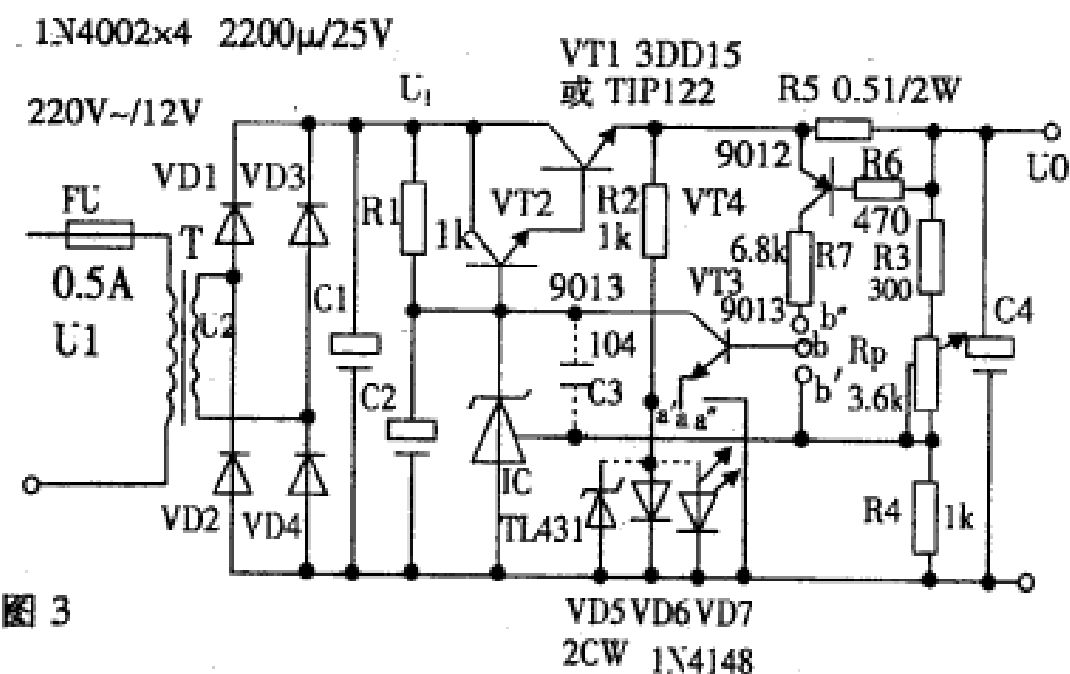 1N4002×4 2200μ/25V
VT1 3DD15
或 TIP122
R5 0.51/2W
U₁
220V~/12V
9012
R6
U0
VD1 VD3
FU
R1
VT2
R2
VT4
470
T
1k
1k
6.8k
R7
R3
0.5A
C1
9013
VT3
300
9013
b"
C4
U1
U2
104
b
Rp
C2
C3
b'
3.6k
a' a a"
IC
VD2 VD4
TL431
R4
1k
图 3
VD5 VD6 VD7
2CW 1N4148